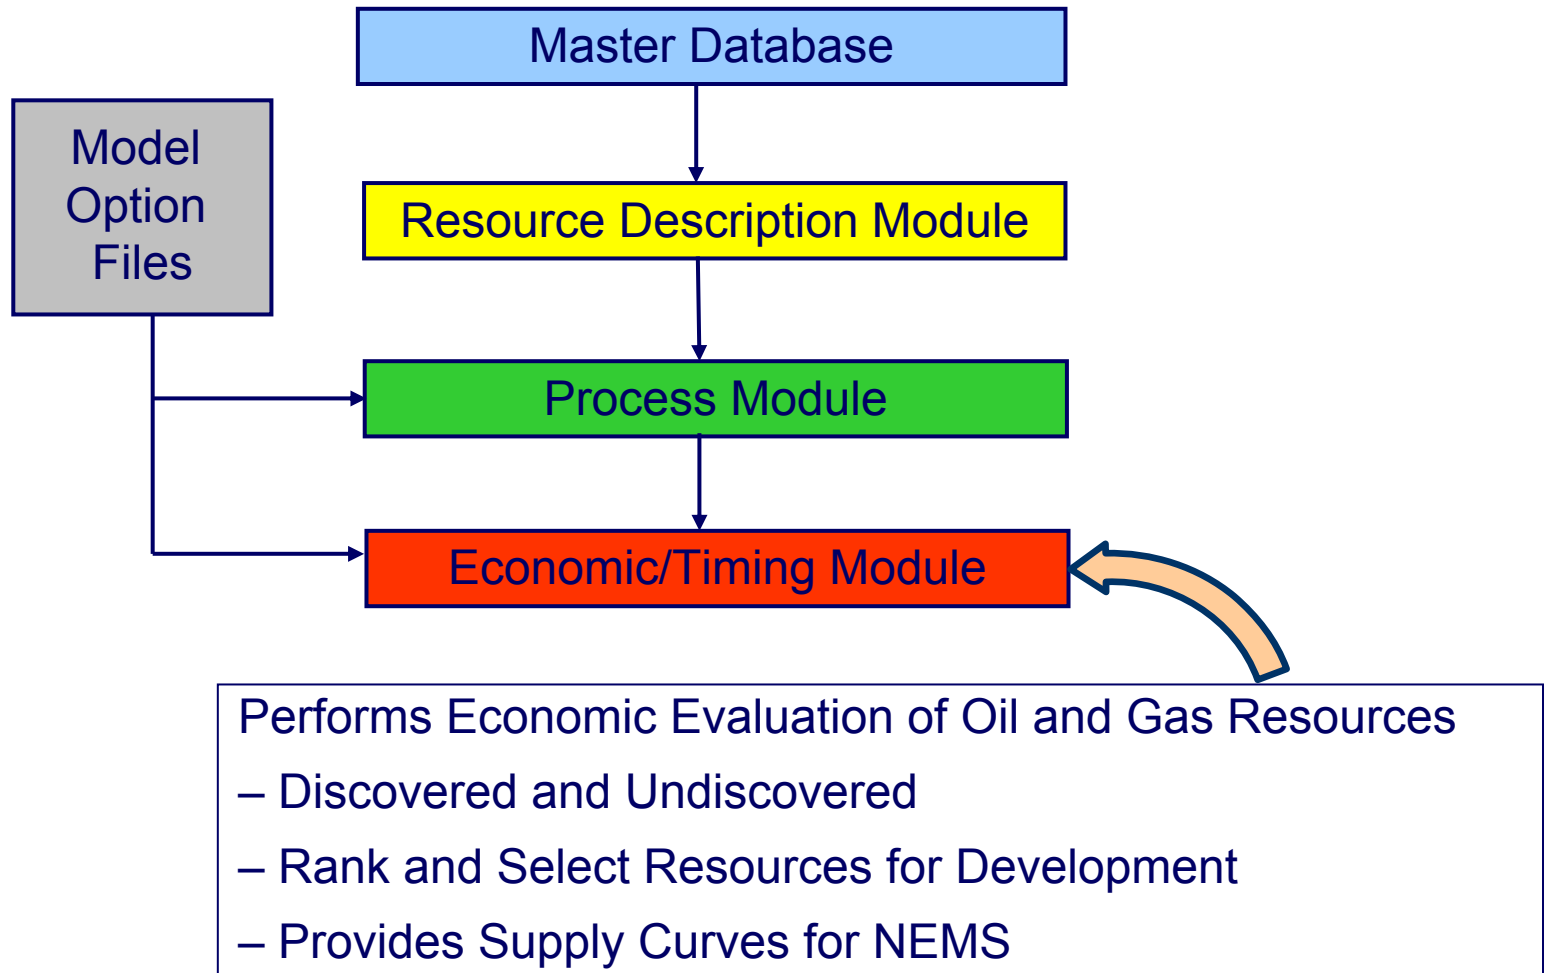 Master Database
Model
Option
Files
Resource Description Module
Process Module
Economic/Timing Module
Performs Economic Evaluation of Oil and Gas Resources
– Discovered and Undiscovered
– Rank and Select Resources for Development
– Provides Supply Curves for NEMS